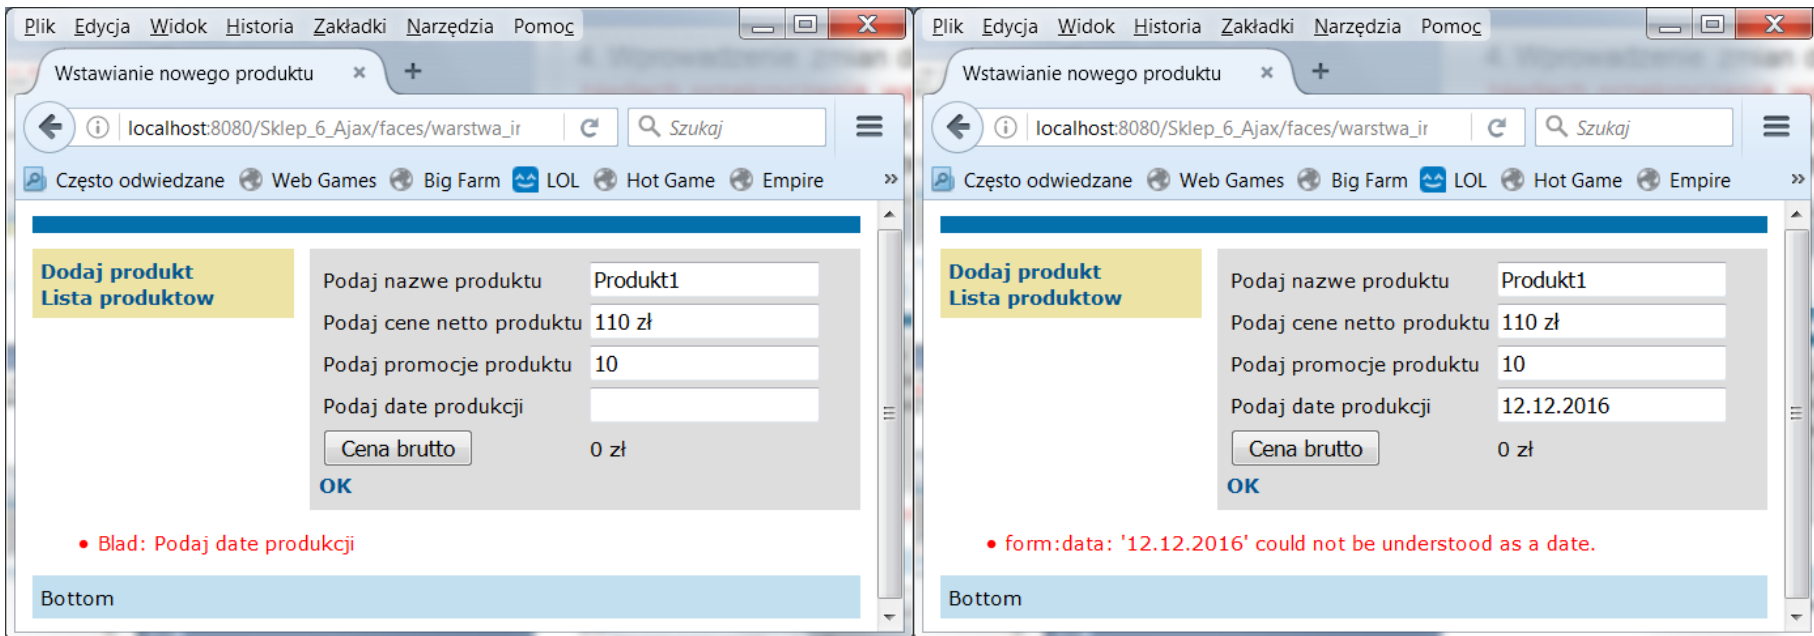 Plik Edycja Widok Historia Zakładki Narzędzia Pomoc
Wstawianie nowego produktu
localhost:8080/Sklep_6_Ajax/faces/warstwa_ir
Szukaj
Często odwiedzane Web Games Big Farm LOL Hot Game Empire
Dodaj produkt
Lista produktow
Podaj nazwe produktu Produkt1
Podaj cene netto produktu 110 zł
Podaj promocje produktu 10
Podaj date produkcji
Cena brutto 0 zł
OK
• Blad: Podaj date produkcji
Bottom
Plik Edycja Widok Historia Zakładki Narzędzia Pomoc
4. Wprowadzenie zmian d
Wstawianie nowego produktu
localhost:8080/Sklep_6_Ajax/faces/warstwa_ir
Szukaj
Często odwiedzane Web Games Big Farm LOL Hot Game Empire
Dodaj produkt
Lista produktow
Podaj nazwe produktu Produkt1
Podaj cene netto produktu 110 zł
Podaj promocje produktu 10
Podaj date produkcji 12.12.2016
Cena brutto 0 zł
OK
• form:data: '12.12.2016' could not be understood as a date.
Bottom